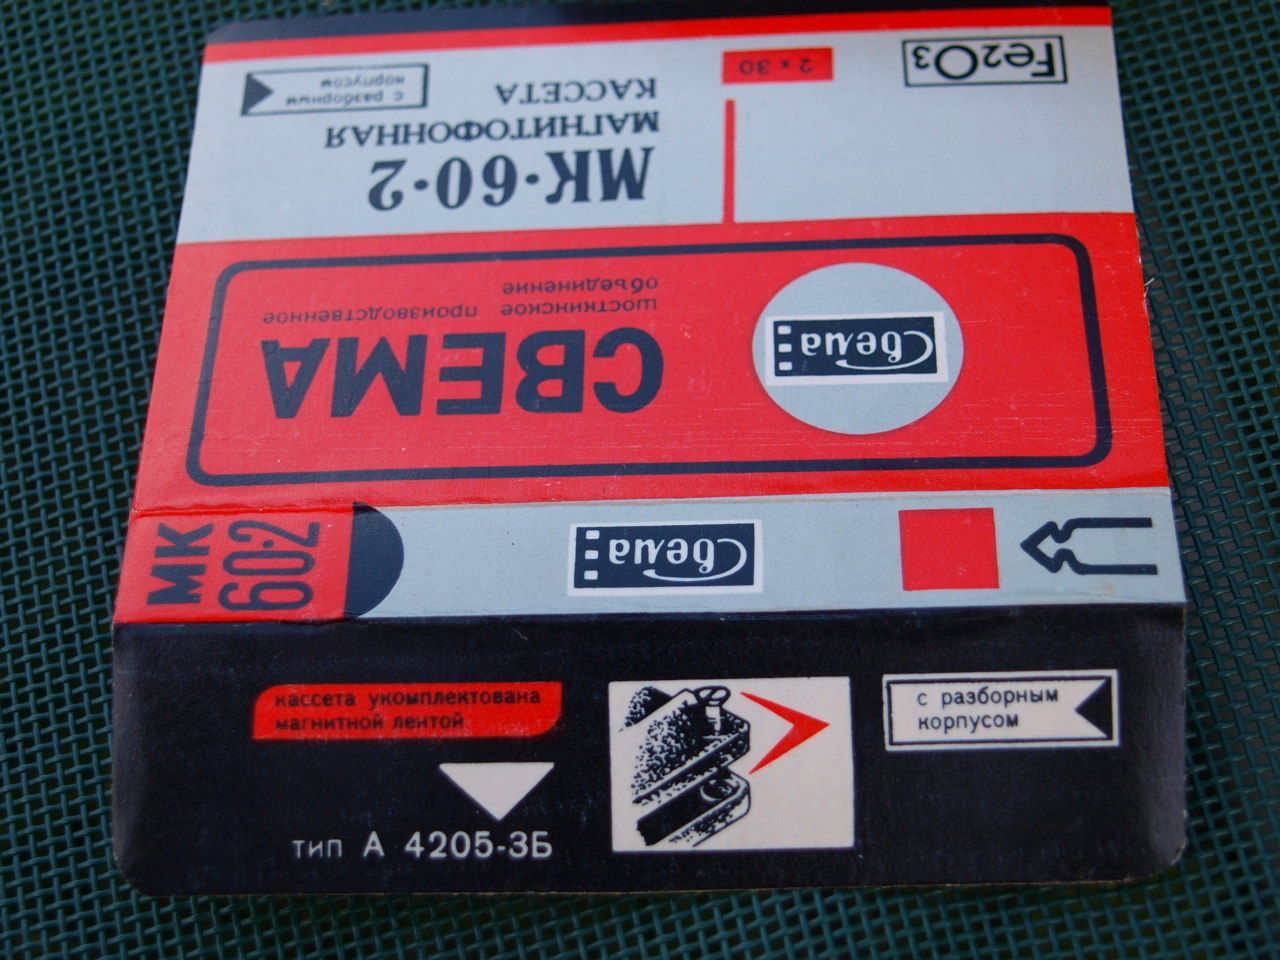 Fe2O3
2 × 30
с разборным
корпусом
КАССЕТА
МАГНИТОФОННАЯ
МК·60·2
объединение
шосткинское производственное
СВЕМА
Свема
МК
60·2
Свема
кассета укомплектована
магнитной лентой
с разборным
корпусом
тип А 4205-3Б